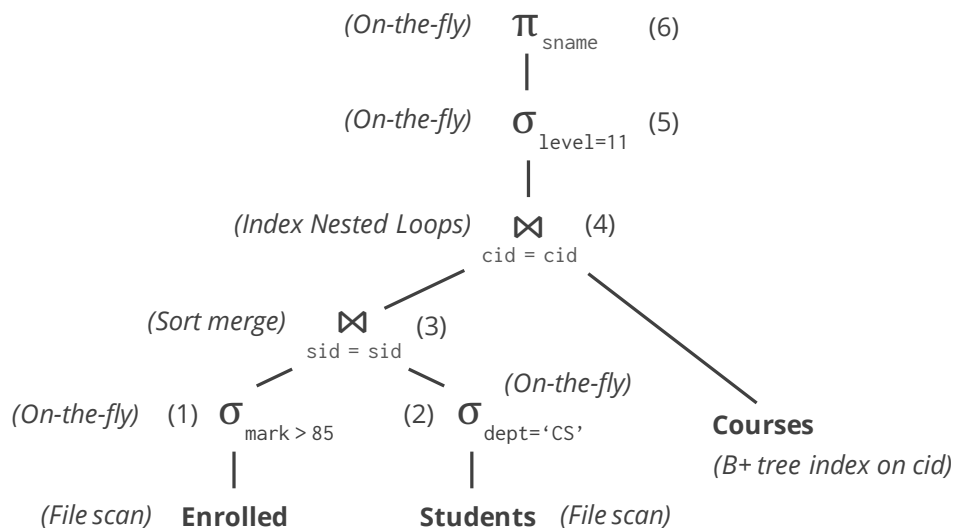 (On-the-fly) π sname (6)
(On-the-fly) σ level=11 (5)
(Index Nested Loops) ⋈ (4)
cid = cid
(Sort merge) ⋈ (3)
sid = sid
(On-the-fly)
(On-the-fly) (1) σ mark > 85 (2) σ dept=‘CS’
Courses
(B+ tree index on cid)
(File scan) Enrolled Students (File scan)